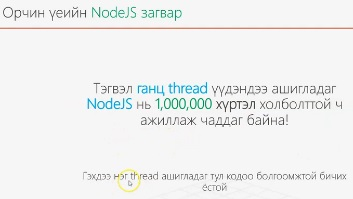 Орчин үеийн NodeJS загвар
Тэгвэл ганц thread үүдэндээ ашигладаг
NodeJS нь 1,000,000 хүртэл холболттой ч
ажиллаж чаддаг байна!
Гэхдээ нэг thread ашигладаг тул кодоо болгоомжтой бичих
ёстой